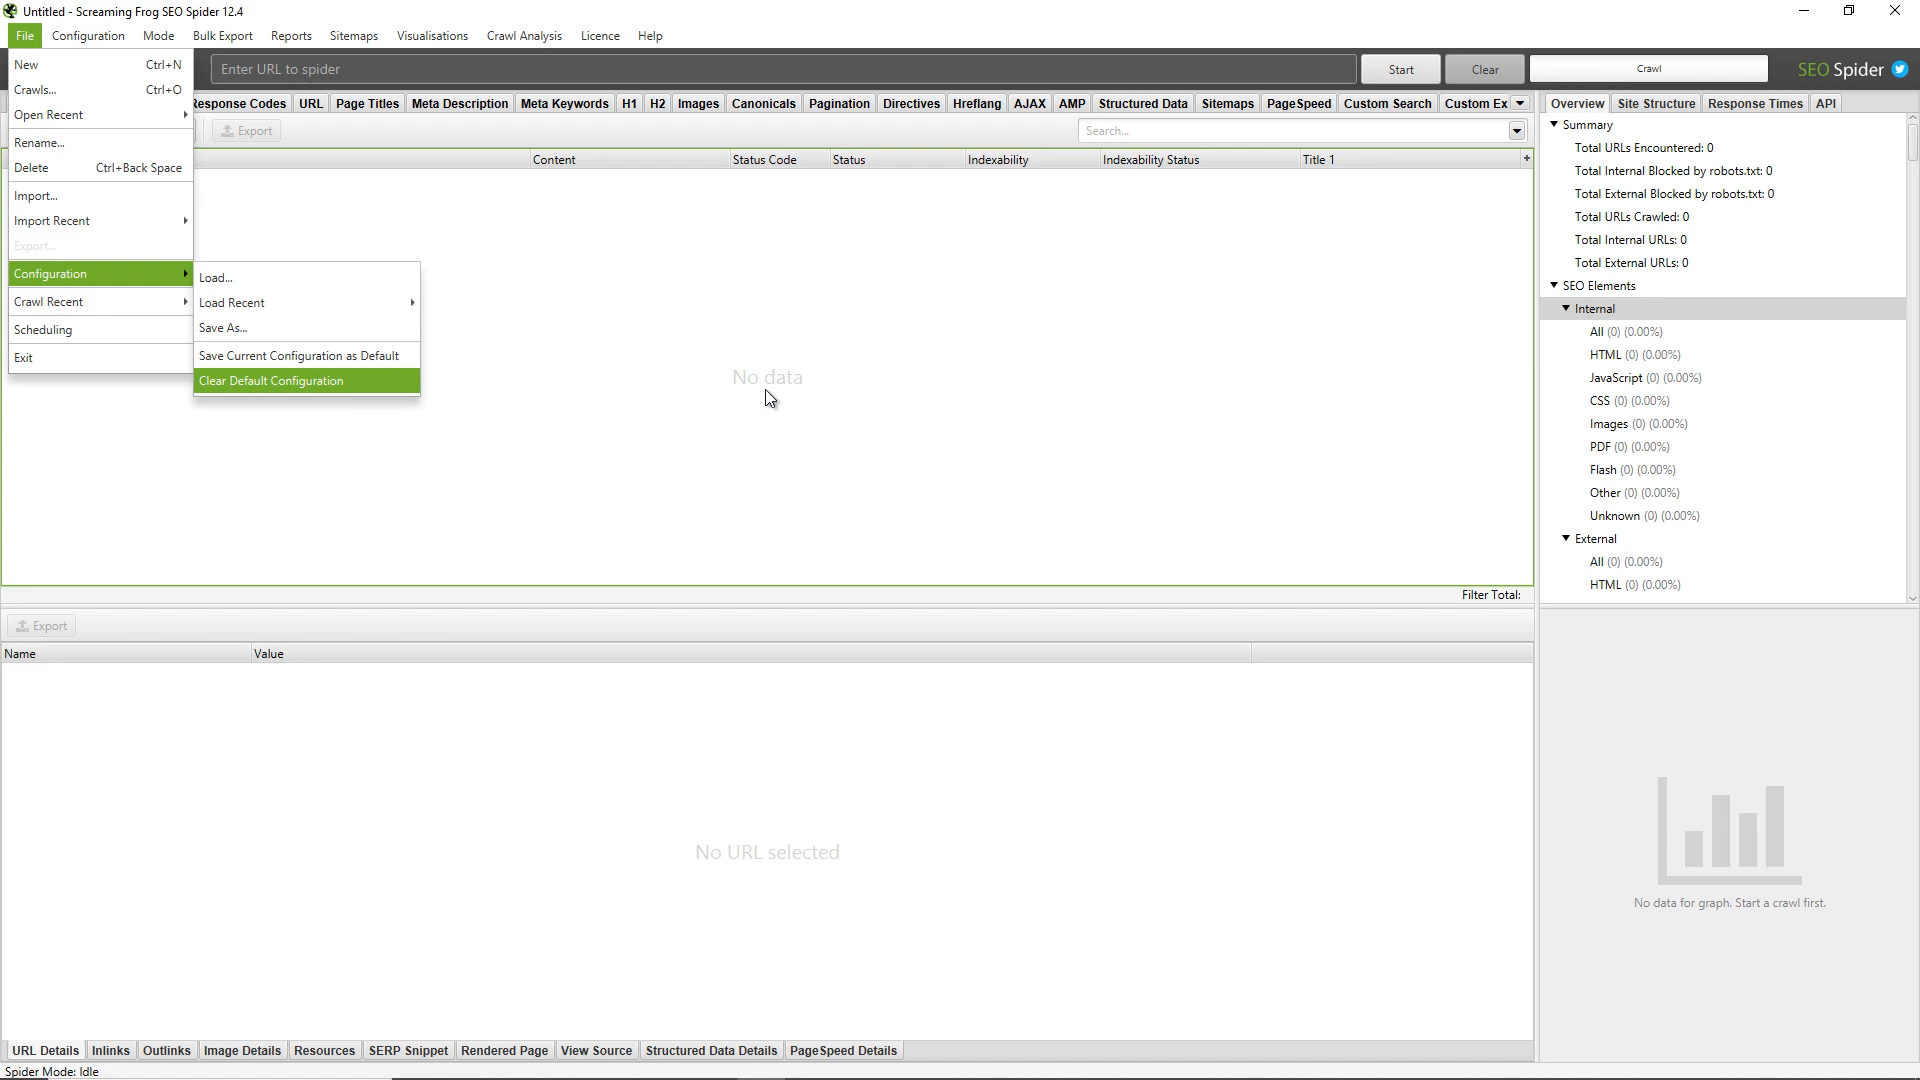 Untitled - Screaming Frog SEO Spider 12.4
File Configuration Mode Bulk Export Reports Sitemaps Visualisations Crawl Analysis Licence Help
New Ctrl+N
Crawls... Ctrl+O
Open Recent
Rename...
Delete Ctrl+Back Space
Import...
Import Recent
Export...
Configuration
Crawl Recent
Scheduling
Exit
Load...
Load Recent
Save As...
Save Current Configuration as Default
Clear Default Configuration
Enter URL to spider
Start Clear Crawl
SEO Spider
Response Codes URL Page Titles Meta Description Meta Keywords H1 H2 Images Canonicals Pagination Directives Hreflang AJAX AMP Structured Data Sitemaps PageSpeed Custom Search Custom Ex
Export
Search...
Content Status Code Status Indexability Indexability Status Title 1 +
No data
Filter Total:
Export
Name Value
No URL selected
URL Details Inlinks Outlinks Image Details Resources SERP Snippet Rendered Page View Source Structured Data Details PageSpeed Details
Spider Mode: Idle
Overview Site Structure Response Times API
Summary
Total URLs Encountered: 0
Total Internal Blocked by robots.txt: 0
Total External Blocked by robots.txt: 0
Total URLs Crawled: 0
Total Internal URLs: 0
Total External URLs: 0
SEO Elements
Internal
All (0) (0.00%)
HTML (0) (0.00%)
JavaScript (0) (0.00%)
CSS (0) (0.00%)
Images (0) (0.00%)
PDF (0) (0.00%)
Flash (0) (0.00%)
Other (0) (0.00%)
Unknown (0) (0.00%)
External
All (0) (0.00%)
HTML (0) (0.00%)
No data for graph. Start a crawl first.